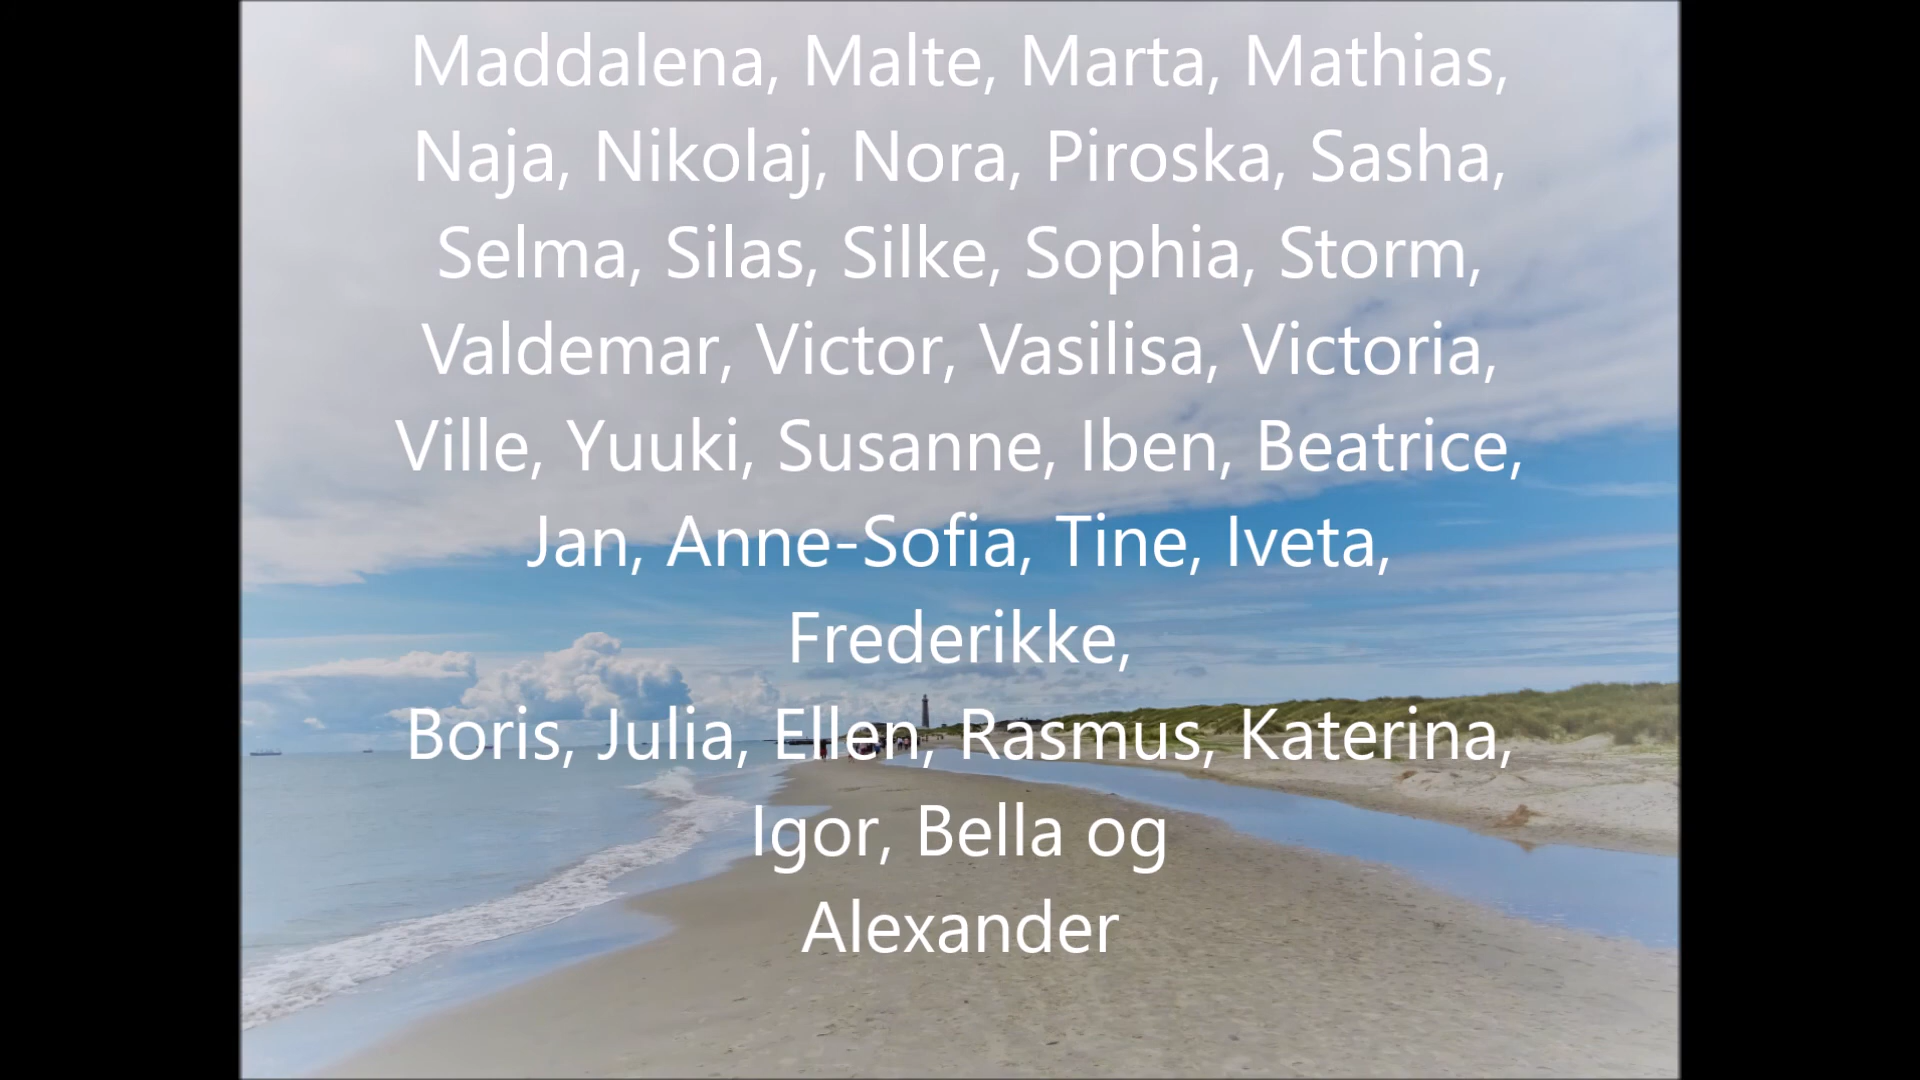 Maddalena, Malte, Marta, Mathias,
Naja, Nikolaj, Nora, Piroska, Sasha,
Selma, Silas, Silke, Sophia, Storm,
Valdemar, Victor, Vasilisa, Victoria,
Ville, Yuuki, Susanne, Iben, Beatrice,
Jan, Anne-Sofia, Tine, Iveta,
Frederikke,
Boris, Julia, Ellen, Rasmus, Katerina,
Igor, Bella og
Alexander